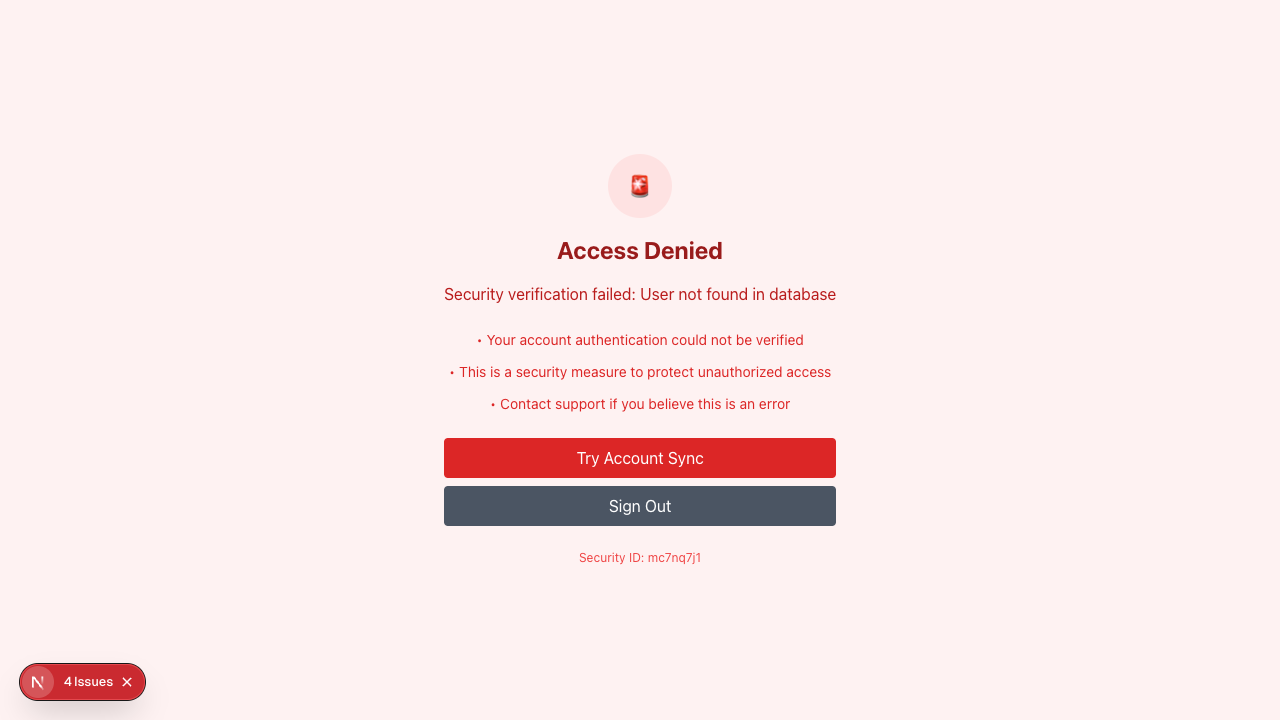 Access Denied
Security verification failed: User not found in database
• Your account authentication could not be verified
• This is a security measure to protect unauthorized access
• Contact support if you believe this is an error
Try Account Sync
Sign Out
Security ID: mc7nq7j1
N 4 Issues